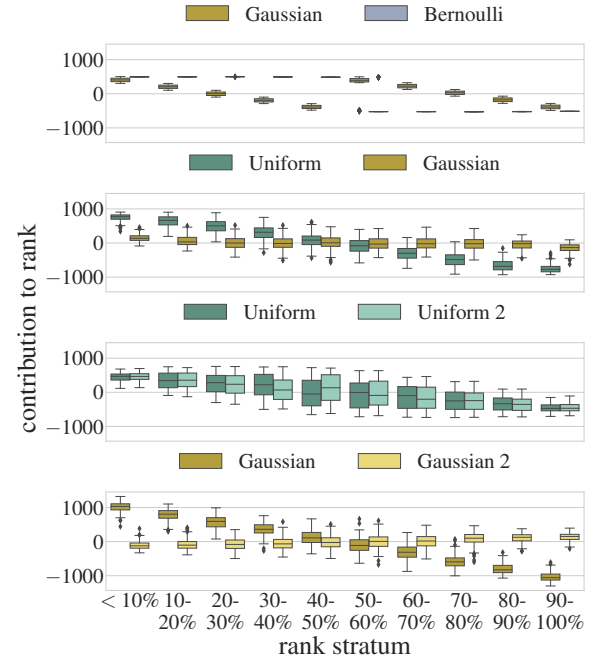 Gaussian Bernoulli
1000
0
−1000
Uniform Gaussian
1000
0
−1000
Uniform Uniform 2
1000
0
−1000
Gaussian Gaussian 2
1000
0
−1000
contribution to rank
< 10% 10- 20- 30- 40- 50- 60- 70- 80- 90-
20% 30% 40% 50% 60% 70% 80% 90% 100%
rank stratum